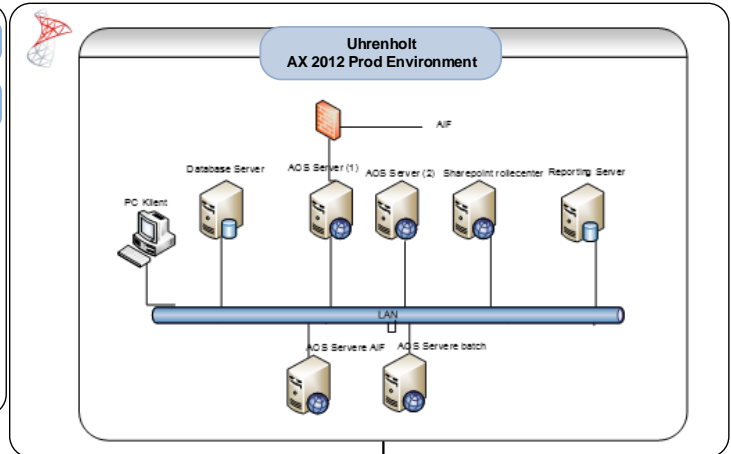 Uhrenholt
AX 2012 Prod Environment
AIF
Database Server
AOS Server (1)
AOS Server (2)
Sharepoint rollecenter
Reporting Server
PC Klient
LAN
AOS Servere AIF
AOS Servere batch